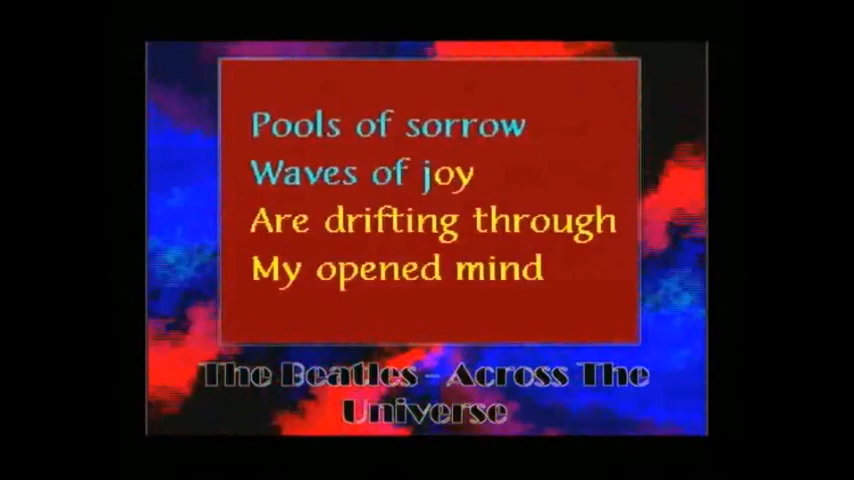 Pools of sorrow
Waves of joy
Are drifting through
My opened mind
The Beatles - Across The
Universe